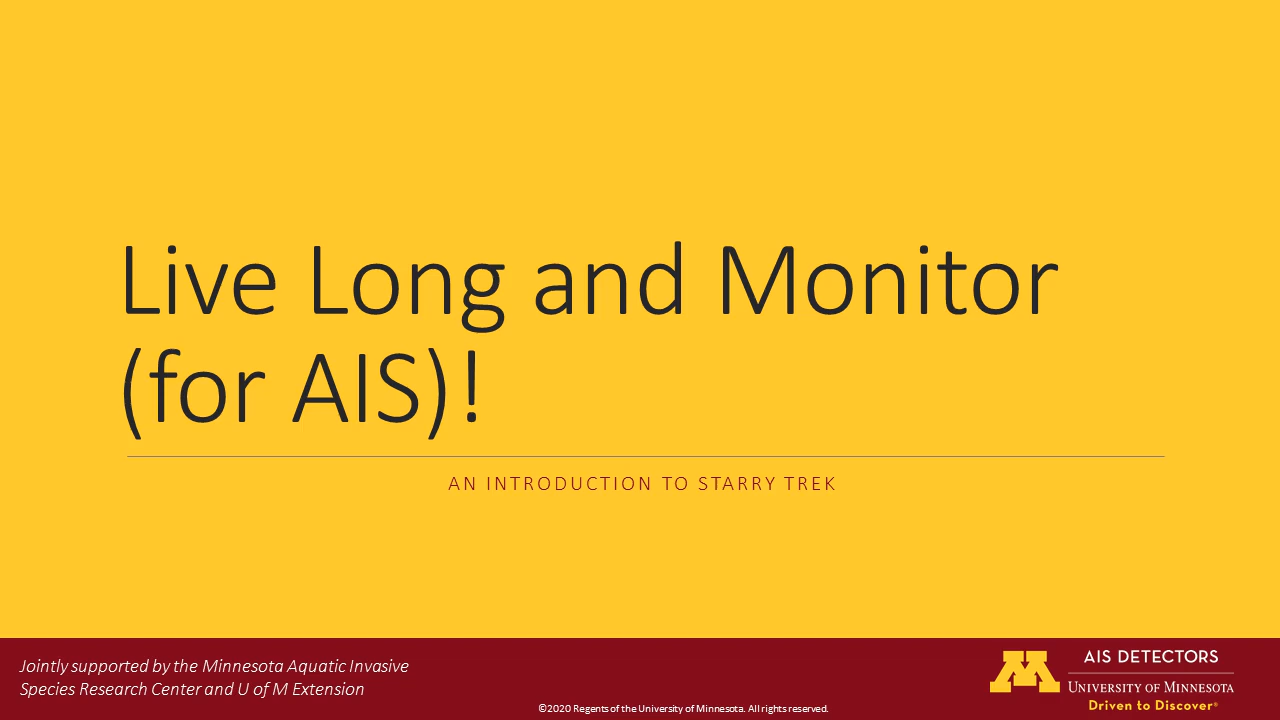 Live Long and Monitor
(for AIS)!
AN INTRODUCTION TO STARRY TREK
Jointly supported by the Minnesota Aquatic Invasive
Species Research Center and U of M Extension
©2020 Regents of the University of Minnesota. All rights reserved.
M
AIS DETECTORS
UNIVERSITY OF MINNESOTA
Driven to Discover®